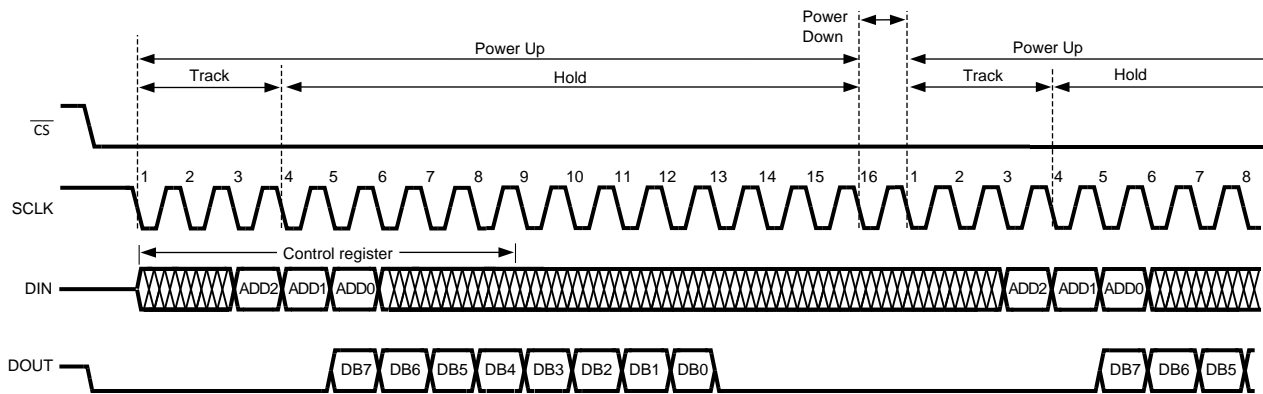 Power
Down
Power Up
Power Up
Track
Hold
Track
Hold
CS
1 2 3 4 5 6 7 8 9 10 11 12 13 14 15 16 1 2 3 4 5 6 7 8
SCLK
Control register
DIN
ADD2 ADD1 ADD0 ADD2 ADD1 ADD0
DOUT
DB7 DB6 DB5 DB4 DB3 DB2 DB1 DB0 DB7 DB6 DB5